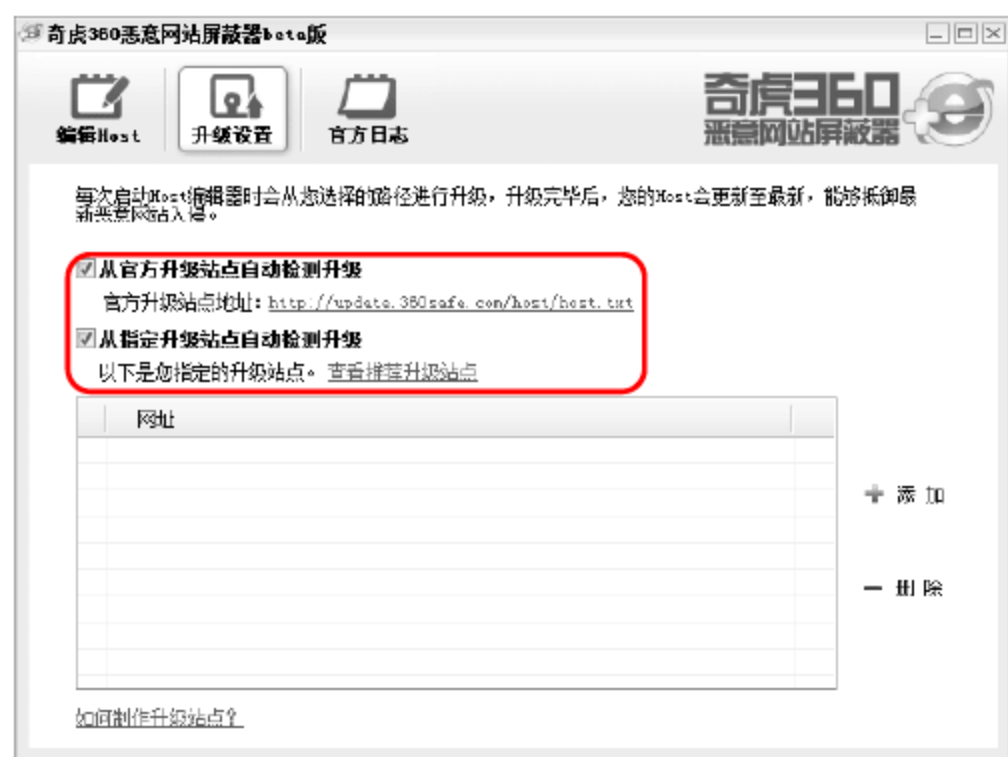 奇虎360恶意网站屏蔽器beta版
编辑Host
升级设置
官方日志
奇虎360
恶意网站屏蔽器
每次启动Host编辑器时会从您选择的路径进行升级，升级完毕后，您的Host会更新至最新，能够抵御最
新恶意网站入侵。
从官方升级站点自动检测升级
官方升级站点地址：http://update.360safe.com/host/host.txt
从指定升级站点自动检测升级
以下是您指定的升级站点。 查看推荐升级站点
网址
添 加
删 除
如何制作升级站点？